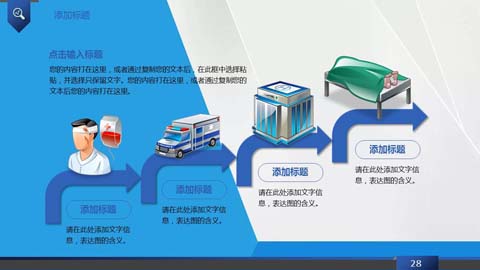 添加标题
点击输入标题
您的内容打在这里，或者通过复制您的文本后，在此框中选择粘
贴，并选择只保留文字。您的内容打在这里，或者通过复制您的
文本后您的内容打在这里。
添加标题
请在此处添加文字信
息，表达图的含义。
添加标题
请在此处添加文字信
息，表达图的含义。
添加标题
请在此处添加文字信
息，表达图的含义。
添加标题
请在此处添加文字信
息，表达图的含义。
28